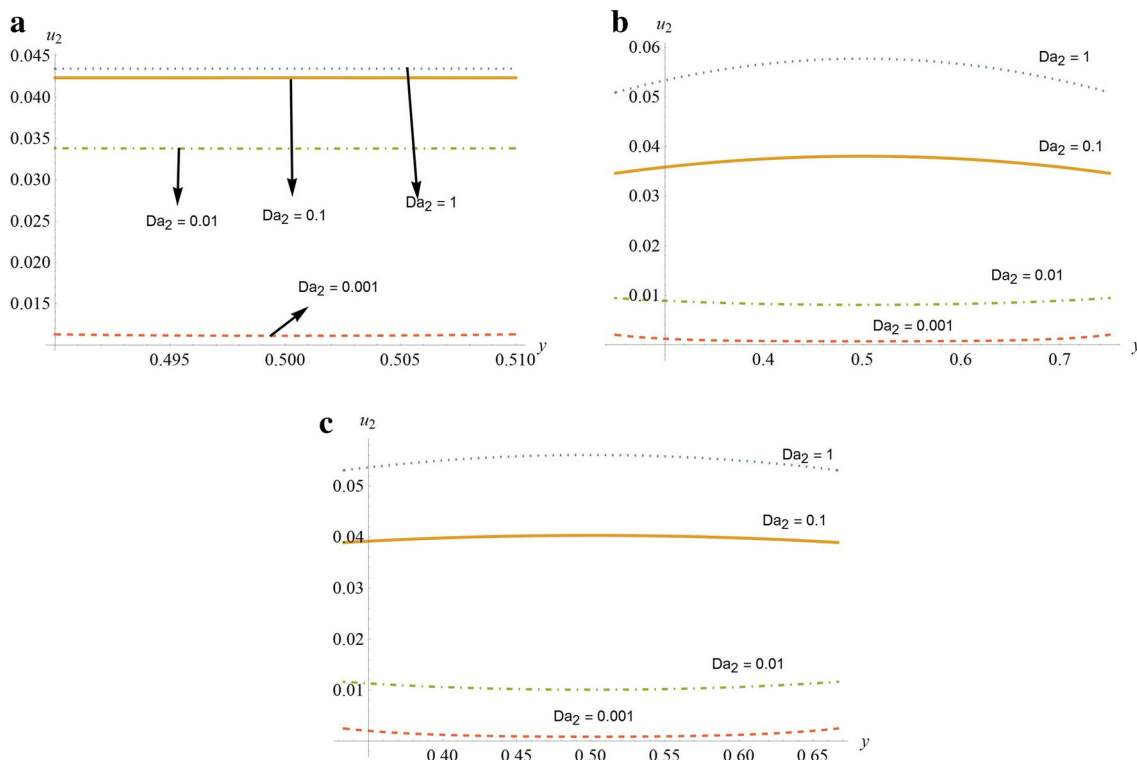 a
u2
0.045
0.040
0.035
0.030
0.025
0.020
0.015
Da2 = 0.01
Da2 = 0.1
Da2 = 1
Da2 = 0.001
0.495 0.500 0.505 0.510 y
b
u2
0.06
0.05
0.04
0.03
0.02
0.01
Da2 = 1
Da2 = 0.1
Da2 = 0.01
Da2 = 0.001
0.4 0.5 0.6 0.7 y
c
u2
0.05
0.04
0.03
0.02
0.01
Da2 = 1
Da2 = 0.1
Da2 = 0.01
Da2 = 0.001
0.40 0.45 0.50 0.55 0.60 0.65 y